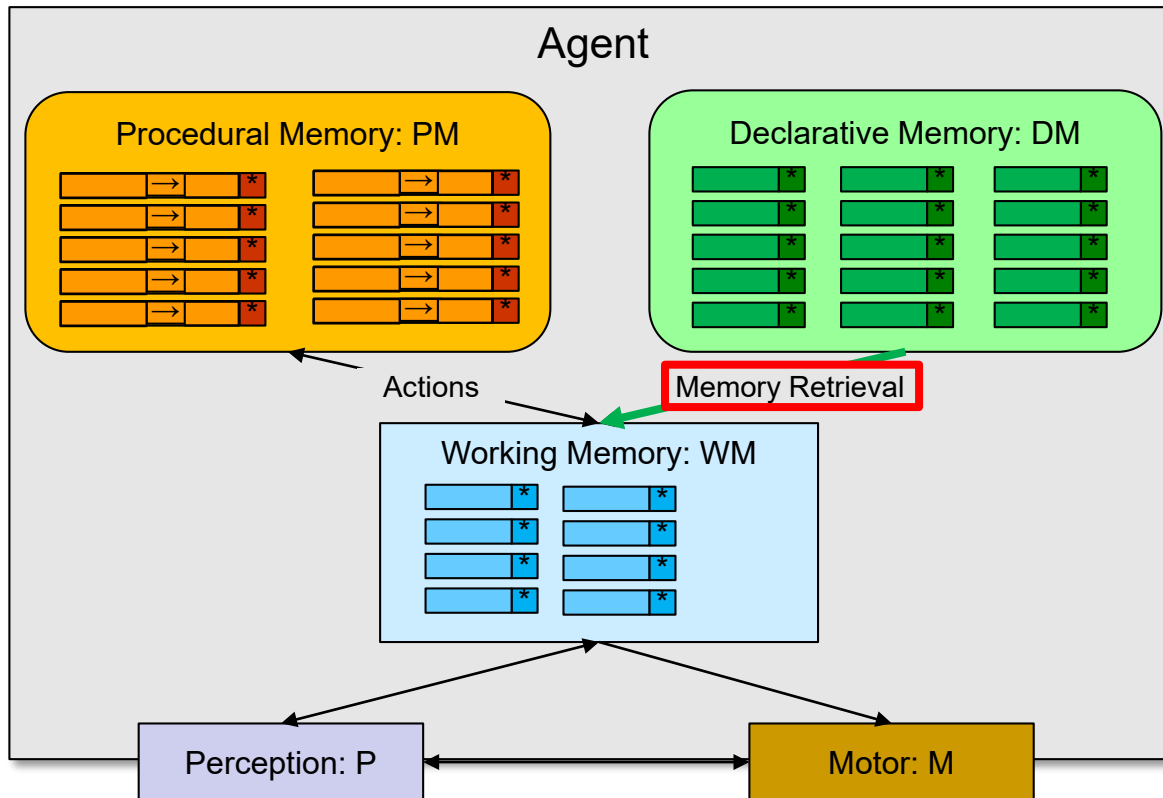 Agent
Procedural Memory: PM
→ * → *
→ * → *
→ * → *
→ * → *
→ * → *
Declarative Memory: DM
* * *
* * *
* * *
* * *
* * *
Actions
Memory Retrieval
Working Memory: WM
* *
* *
* *
* *
Perception: P
Motor: M